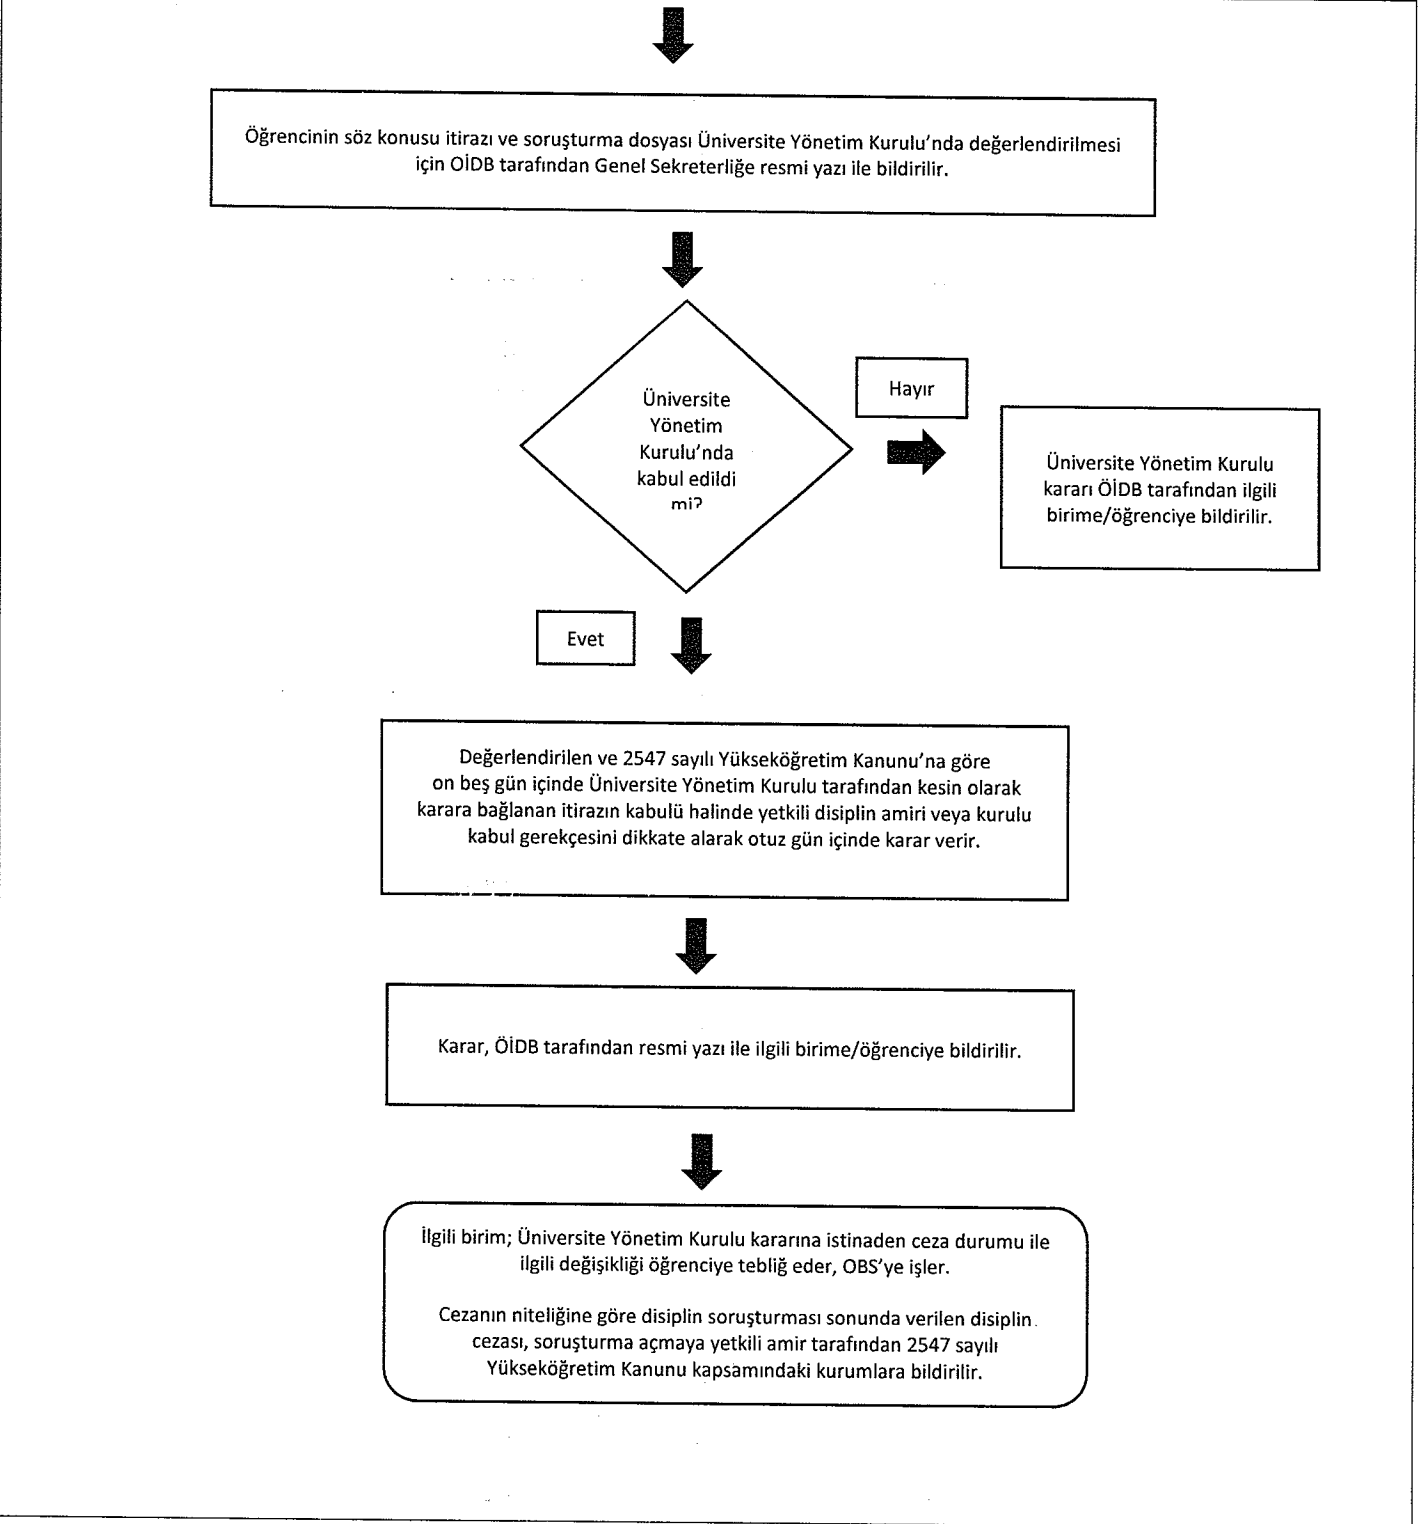 Öğrencinin söz konusu itirazı ve soruşturma dosyası Üniversite Yönetim Kurulu'nda değerlendirilmesi
için OİDB tarafından Genel Sekreterliğe resmi yazı ile bildirilir.
Üniversite
Yönetim
Kurulu'nda
kabul edildi
mi?
Hayır
Üniversite Yönetim Kurulu
kararı ÖİDB tarafından ilgili
birime/öğrenciye bildirilir.
Evet
Değerlendirilen ve 2547 sayılı Yükseköğretim Kanunu'na göre
on beş gün içinde Üniversite Yönetim Kurulu tarafından kesin olarak
karara bağlanan itirazın kabulü halinde yetkili disiplin amiri veya kurulu
kabul gerekçesini dikkate alarak otuz gün içinde karar verir.
Karar, ÖİDB tarafından resmi yazı ile ilgili birime/öğrenciye bildirilir.
İlgili birim; Üniversite Yönetim Kurulu kararına istinaden ceza durumu ile
ilgili değişikliği öğrenciye tebliğ eder, OBS'ye işler.
Cezanın niteliğine göre disiplin soruşturması sonunda verilen disiplin
cezası, soruşturma açmaya yetkili amir tarafından 2547 sayılı
Yükseköğretim Kanunu kapsamındaki kurumlara bildirilir.